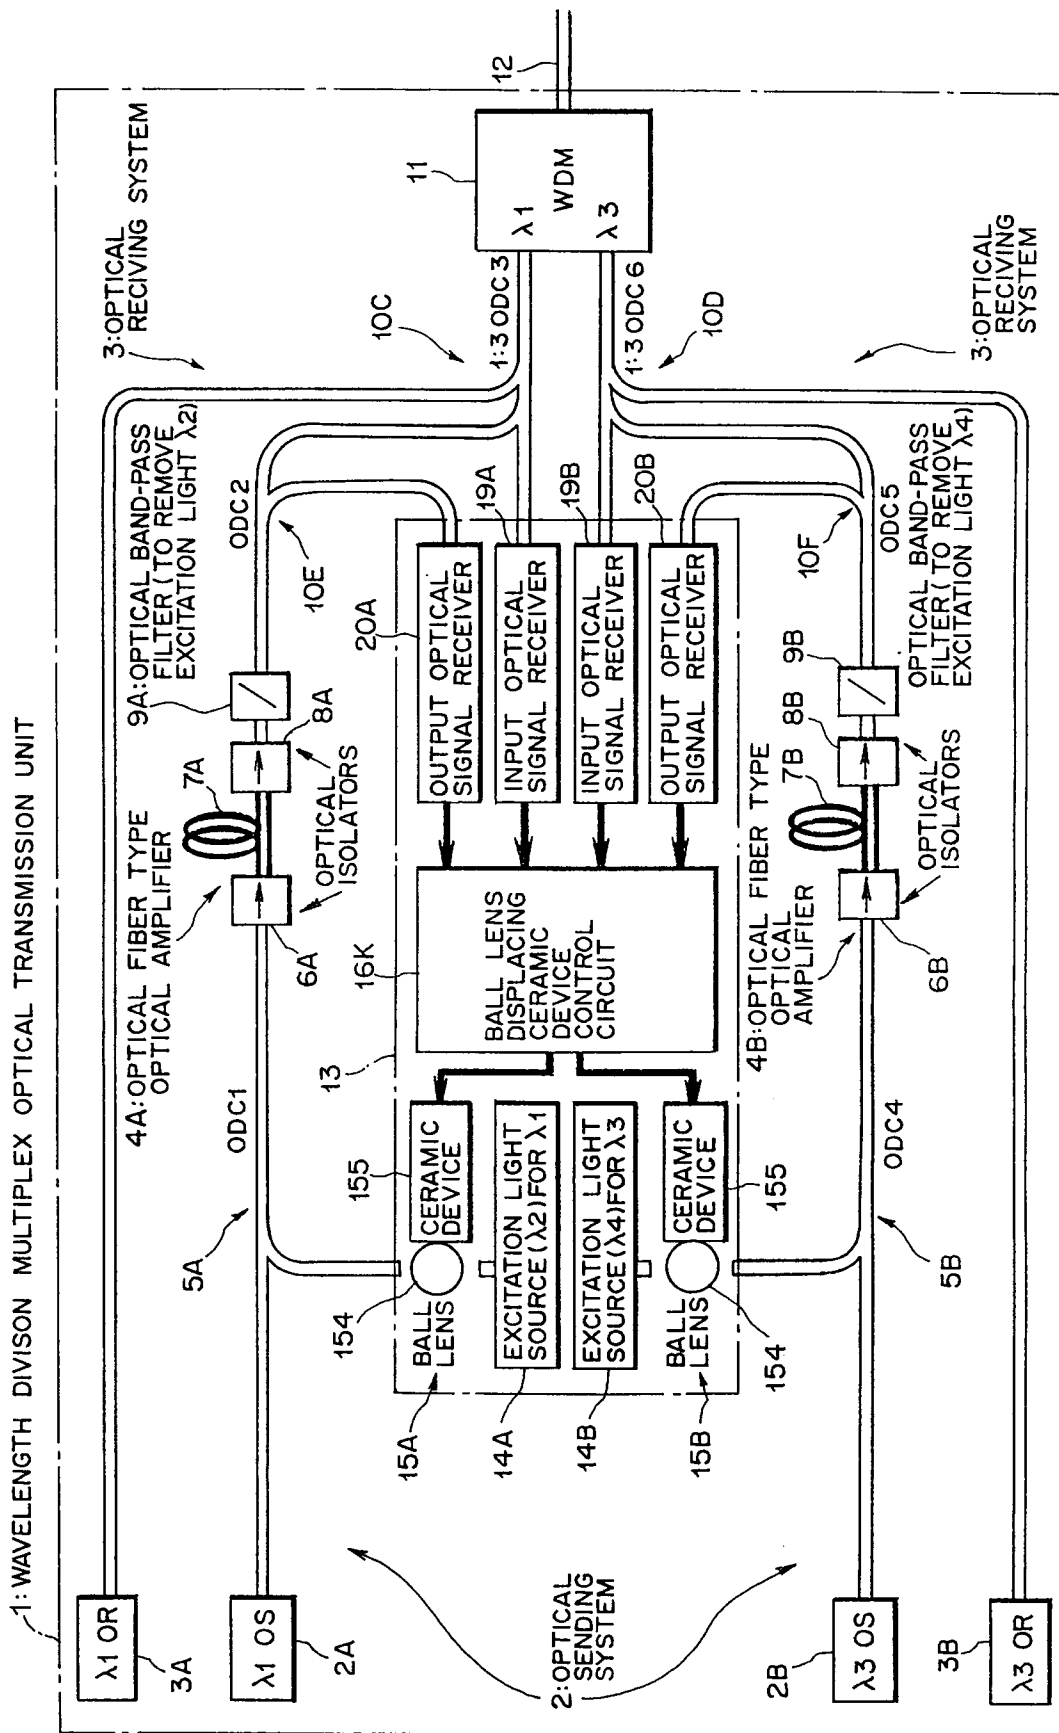 1: WAVELENGTH DIVISON MULTIPLEX OPTICAL TRANSMISSION UNIT
λ1 OR
3A
λ1 OS
2A
2:OPTICAL
SENDING
SYSTEM
2B
λ3 OS
3B
λ3 OR
5A
ODC1
4A:OPTICAL FIBER TYPE
OPTICAL AMPLIFIER
6A
7A
OPTICAL
ISOLATORS
8A
9A:OPTICAL BAND-PASS
FILTER(TO REMOVE
EXCITATION LIGHT λ2)
ODC2
10E
3:OPTICAL
RECIVING SYSTEM
10C
1:3 ODC3
11
WDM
λ1
λ3
12
1:3 ODC6
10D
3:OPTICAL
RECIVING
SYSTEM
13
154
BALL
LENS
15A
155
CERAMIC
DEVICE
EXCITATION LIGHT
SOURCE(λ2)FOR λ1
14A
EXCITATION LIGHT
SOURCE(λ4)FOR λ3
14B
BALL
LENS
15B
154
CERAMIC
DEVICE
155
16K
BALL LENS
DISPLACING
CERAMIC
DEVICE
CONTROL
CIRCUIT
20A
OUTPUT OPTICAL
SIGNAL RECEIVER
19A
INPUT OPTICAL
SIGNAL RECEIVER
19B
INPUT OPTICAL
SIGNAL RECEIVER
20B
OUTPUT OPTICAL
SIGNAL RECEIVER
5B
ODC4
4B:OPTICAL FIBER TYPE
OPTICAL
AMPLIFIER
6B
7B
OPTICAL
ISOLATORS
8B
9B
OPTICAL BAND-PASS
FILTER(TO REMOVE
EXCITATION LIGHT λ4)
10F
ODC5